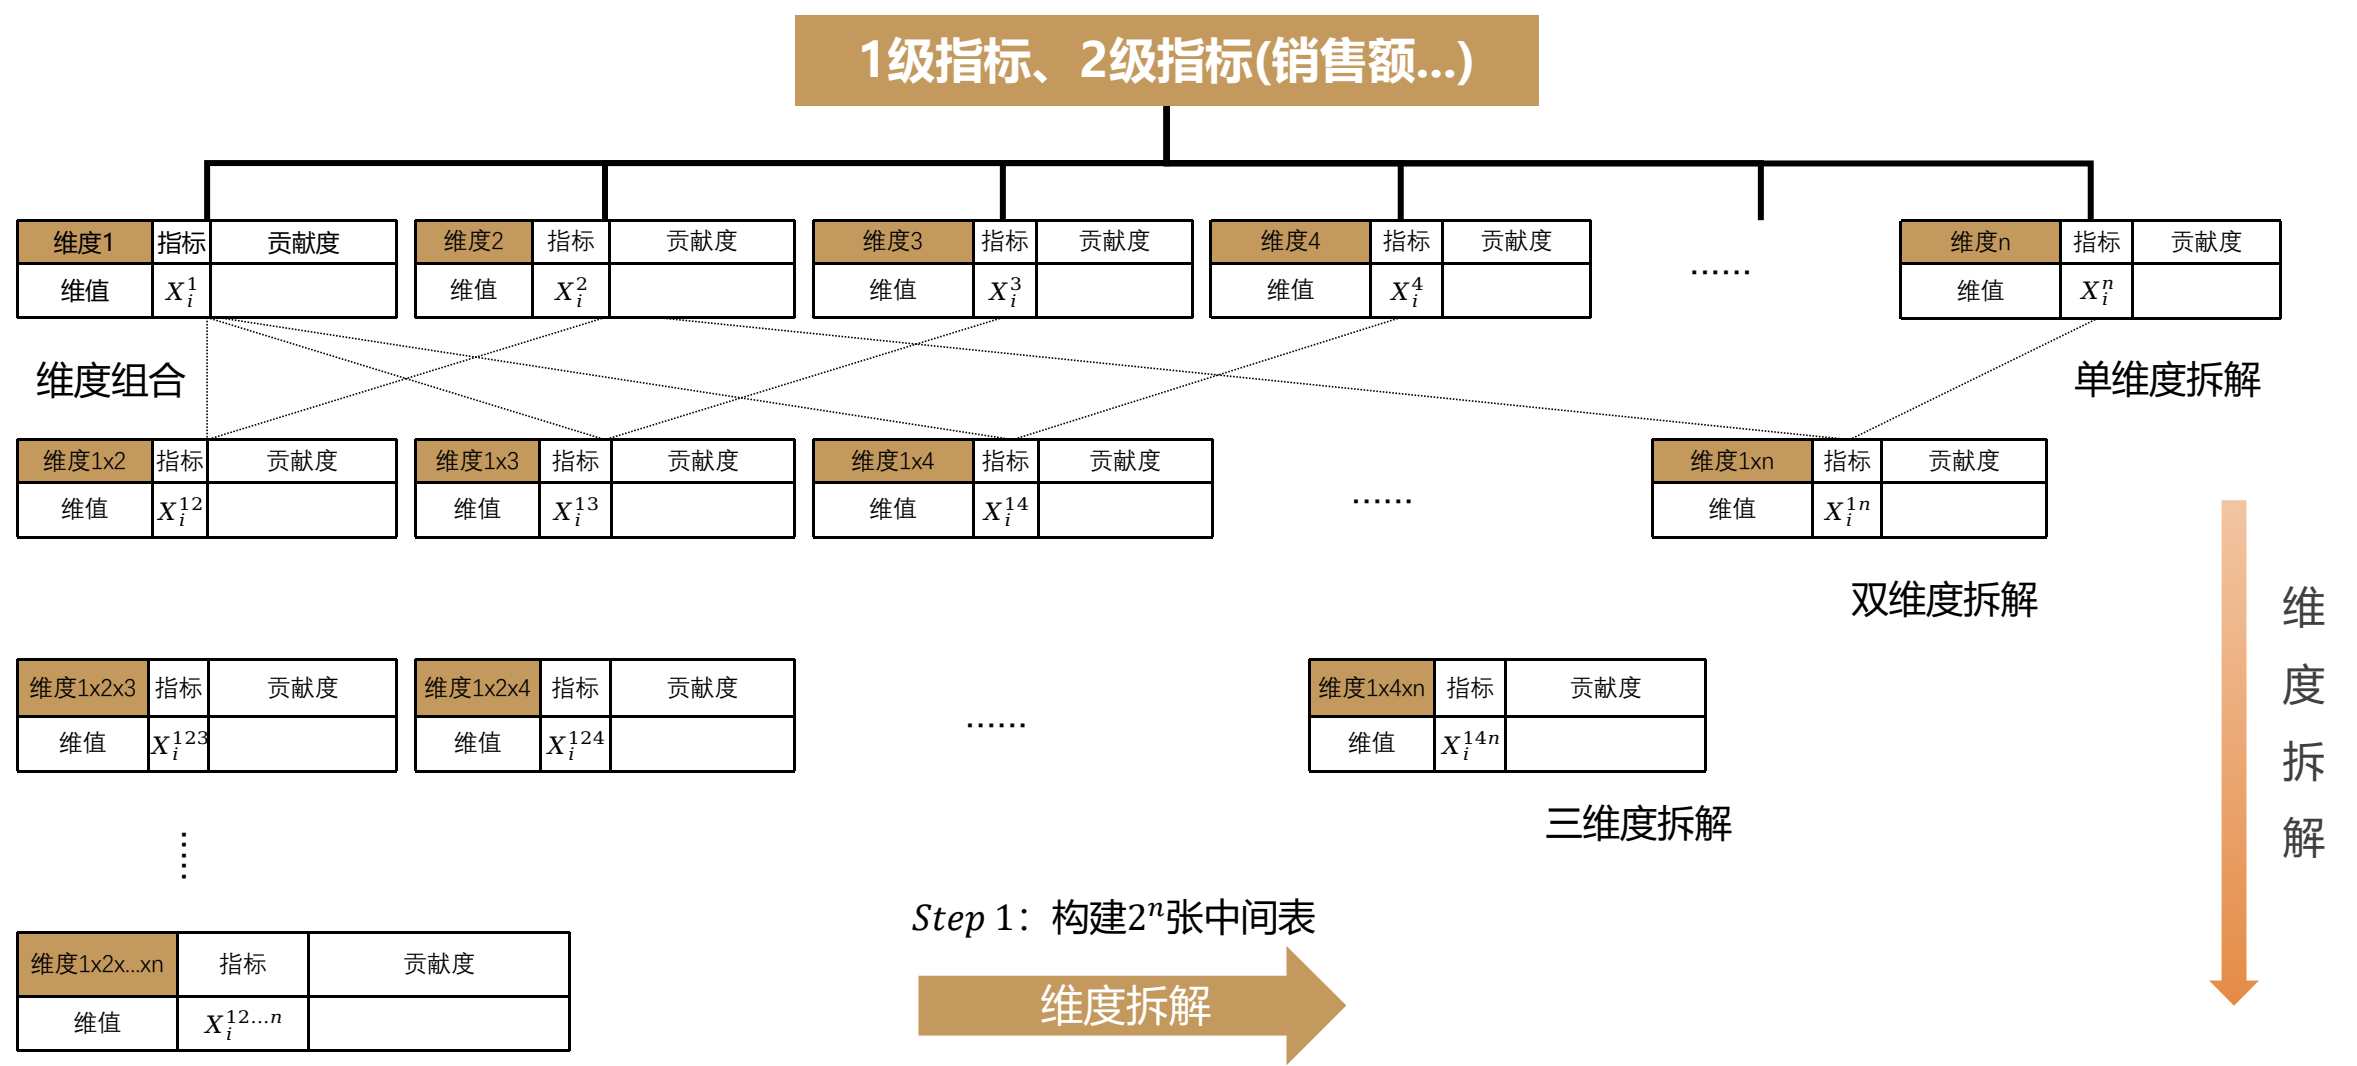 1级指标、2级指标(销售额...)
维度1 指标 贡献度
维值 X_i^1
维度2 指标 贡献度
维值 X_i^2
维度3 指标 贡献度
维值 X_i^3
维度4 指标 贡献度
维值 X_i^4
......
维度n 指标 贡献度
维值 X_i^n
维度组合
单维度拆解
维度1x2 指标 贡献度
维值 X_i^12
维度1x3 指标 贡献度
维值 X_i^13
维度1x4 指标 贡献度
维值 X_i^14
......
维度1xn 指标 贡献度
维值 X_i^1n
双维度拆解
维度1x2x3 指标 贡献度
维值 X_i^123
维度1x2x4 指标 贡献度
维值 X_i^124
......
维度1x4xn 指标 贡献度
维值 X_i^14n
三维度拆解
......
维度1x2x...xn 指标 贡献度
维值 X_i^12...n
Step 1：构建2^n张中间表
维度拆解
维度拆解